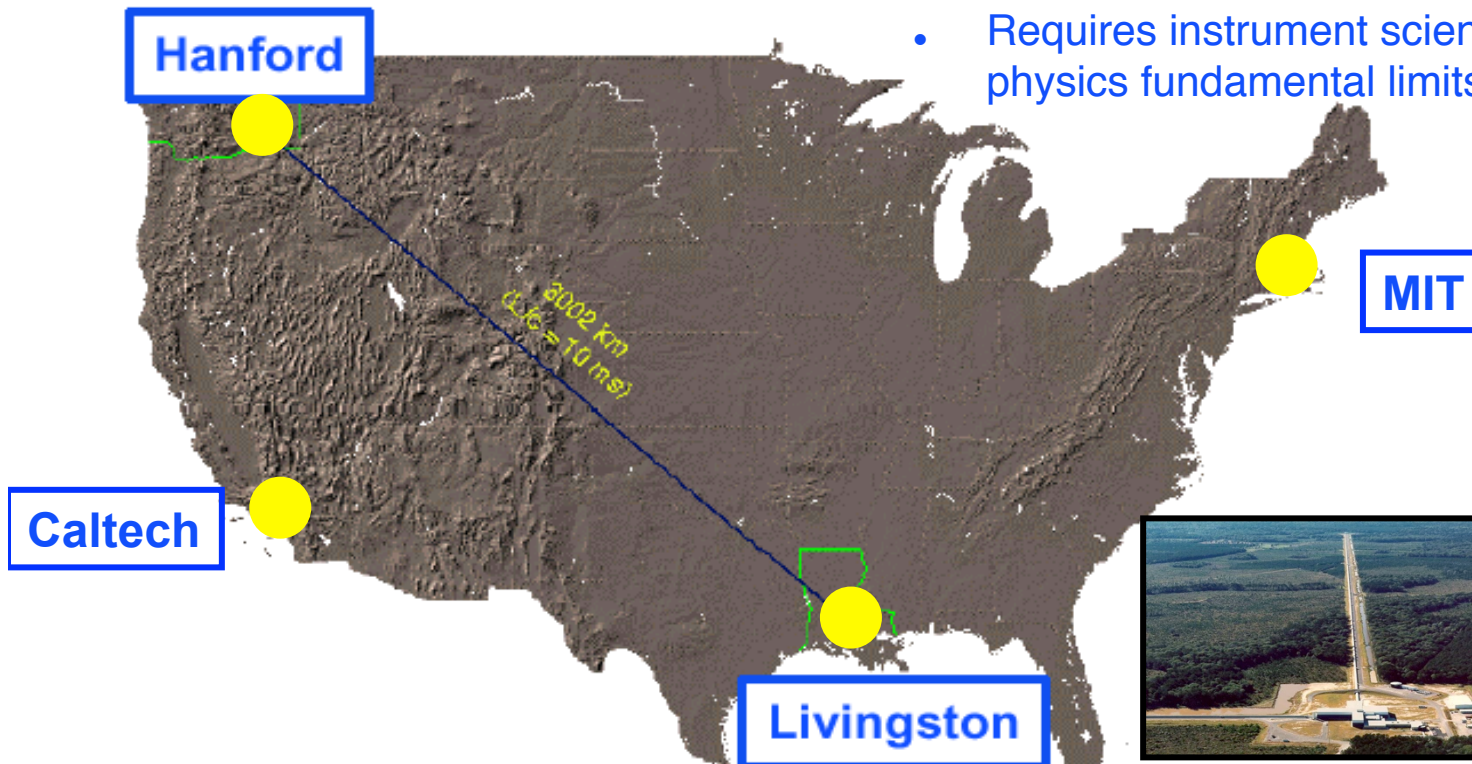 Hanford
• Requires instrument scien
physics fundamental limits
MIT
3002 km
(L/c = 10 ms)
Caltech
Livingston